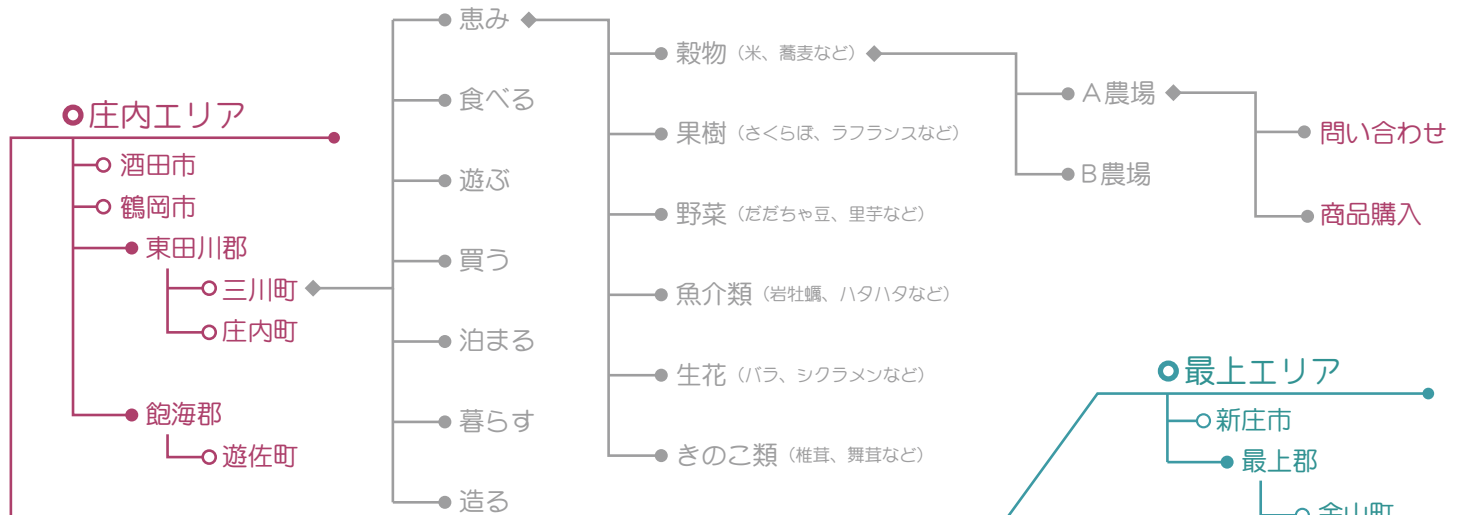 庄内エリア
酒田市
鶴岡市
東田川郡
三川町
庄内町
飽海郡
遊佐町
恵み
食べる
遊ぶ
買う
泊まる
暮らす
造る
穀物（米、蕎麦など）
果樹（さくらぼ、ラフランスなど）
野菜（だだちゃ豆、里芋など）
魚介類（岩牡蠣、ハタハタなど）
生花（バラ、シクラメンなど）
きのこ類（椎茸、舞茸など）
A農場
B農場
問い合わせ
商品購入
最上エリア
新庄市
最上郡
金山町